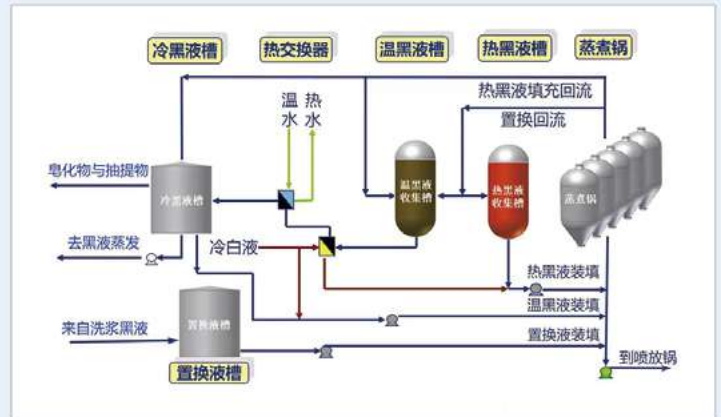 冷黑液槽
热交换器
温黑液槽
热黑液槽
蒸煮锅
热黑液填充回流
置换回流
温水
热水
皂化物与抽提物
冷黑液槽
温黑液
收集槽
热黑液
收集槽
蒸煮锅
冷白液
去黑液蒸发
热黑液装填
温黑液装填
来自洗浆黑液
置换液槽
置换液装填
置换液槽
到喷放锅